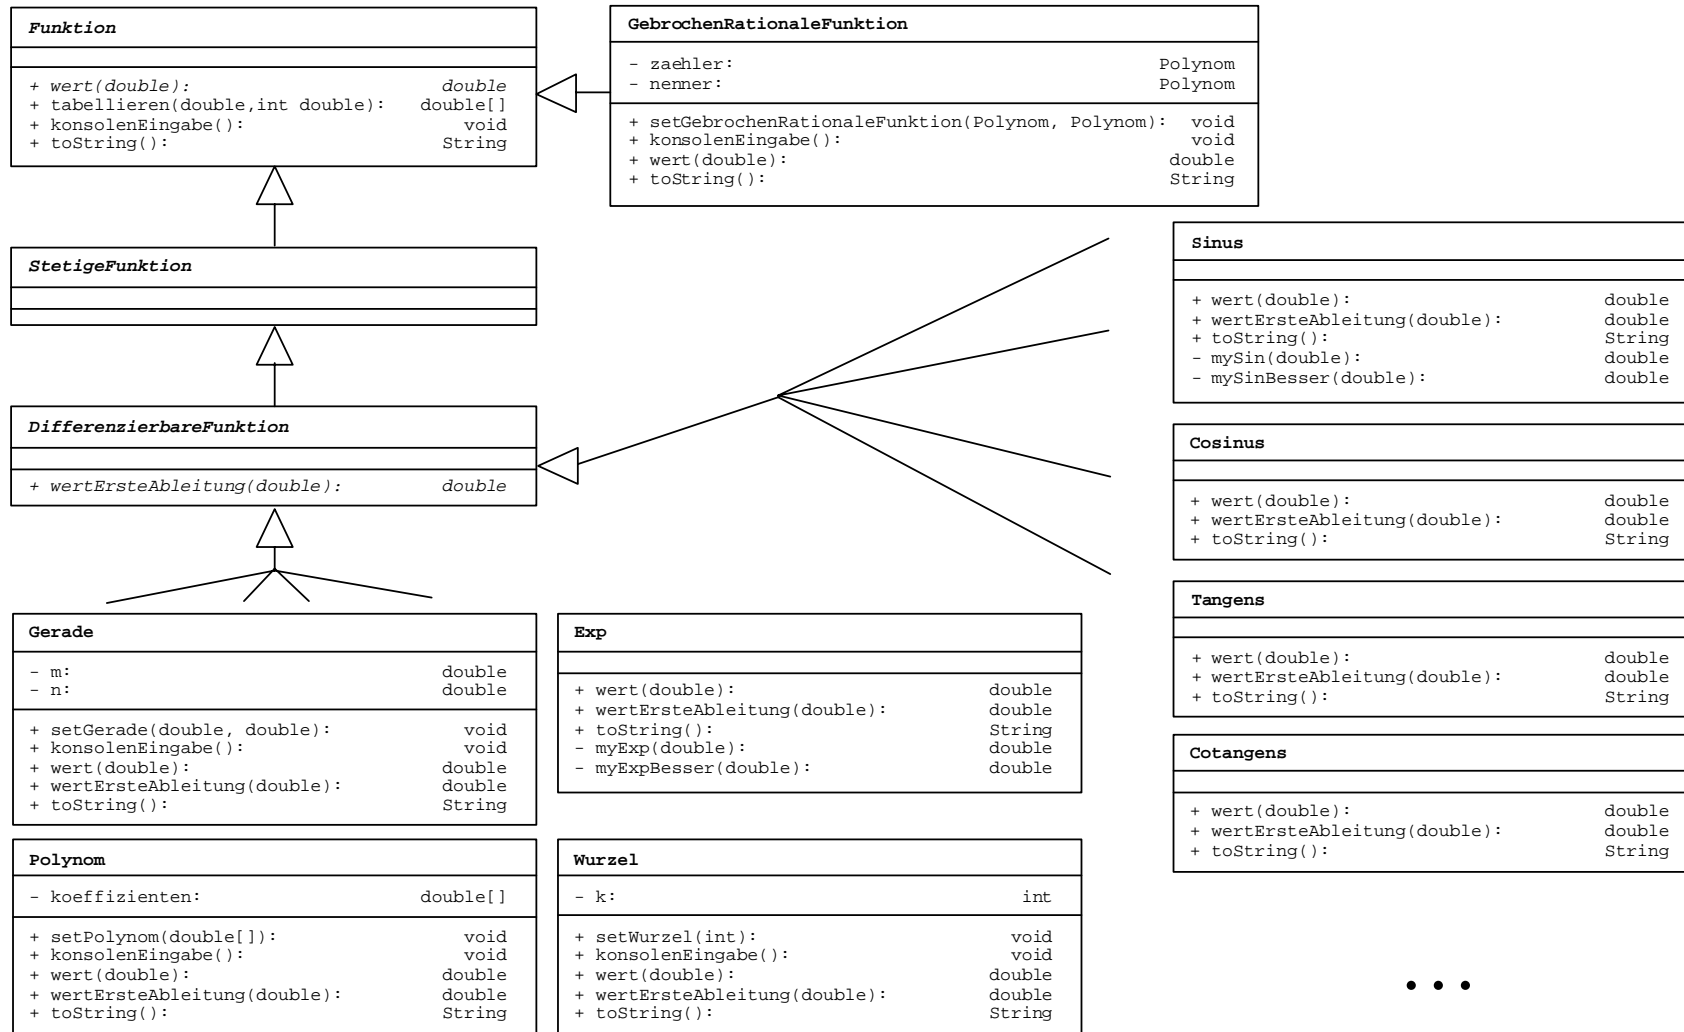 Funktion
+ wert(double): double
+ tabellieren(double,int double): double[]
+ konsolenEingabe(): void
+ toString(): String
GebrochenRationaleFunktion
- zaehler: Polynom
- nenner: Polynom
+ setGebrochenRationaleFunktion(Polynom, Polynom): void
+ konsolenEingabe(): void
+ wert(double): double
+ toString(): String
StetigeFunktion
DifferenzierbareFunktion
+ wertErsteAbleitung(double): double
Sinus
+ wert(double): double
+ wertErsteAbleitung(double): double
+ toString(): String
- mySin(double): double
- mySinBesser(double): double
Cosinus
+ wert(double): double
+ wertErsteAbleitung(double): double
+ toString(): String
Tangens
+ wert(double): double
+ wertErsteAbleitung(double): double
+ toString(): String
Cotangens
+ wert(double): double
+ wertErsteAbleitung(double): double
+ toString(): String
Gerade
- m: double
- n: double
+ setGerade(double, double): void
+ konsolenEingabe(): void
+ wert(double): double
+ wertErsteAbleitung(double): double
+ toString(): String
Exp
+ wert(double): double
+ wertErsteAbleitung(double): double
+ toString(): String
- myExp(double): double
- myExpBesser(double): double
Polynom
- koeffizienten: double[]
+ setPolynom(double[]): void
+ konsolenEingabe(): void
+ wert(double): double
+ wertErsteAbleitung(double): double
+ toString(): String
Wurzel
- k: int
+ setWurzel(int): void
+ konsolenEingabe(): void
+ wert(double): double
+ wertErsteAbleitung(double): double
+ toString(): String
• • •